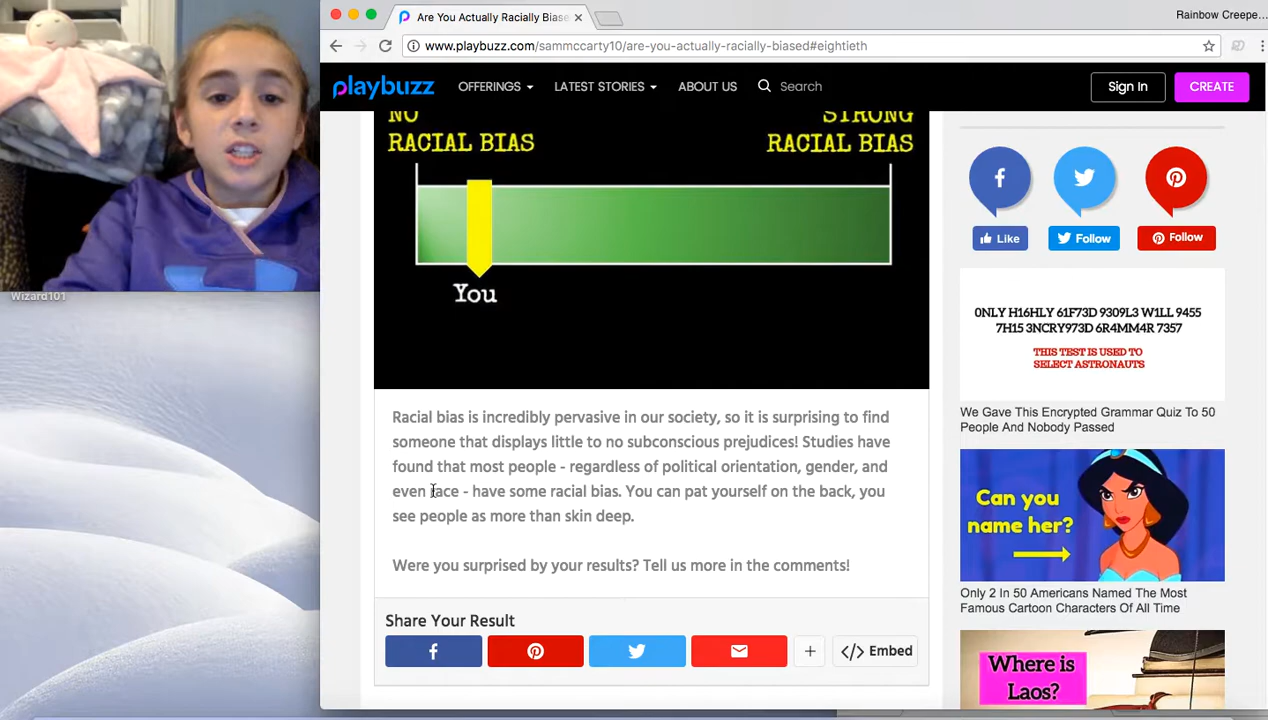 Are You Actually Racially Biase
Rainbow Creepe...
www.playbuzz.com/sammccarty10/are-you-actually-racially-biased#eightieth
playbuzz
OFFERINGS
LATEST STORIES
ABOUT US
Search
Sign In
CREATE
NO
RACIAL BIAS
STRONG
RACIAL BIAS
You
Wizard101
Racial bias is incredibly pervasive in our society, so it is surprising to find
someone that displays little to no subconscious prejudices! Studies have
found that most people - regardless of political orientation, gender, and
even race - have some racial bias. You can pat yourself on the back, you
see people as more than skin deep.
Were you surprised by your results? Tell us more in the comments!
Share Your Result
</> Embed
Like
Follow
Follow
0NLY H16HLY 61F73D 9309L3 W1LL 9455
7H15 3NCRY973D 6R4MM4R 7357
THIS TEST IS USED TO
SELECT ASTRONAUTS
We Gave This Encrypted Grammar Quiz To 50
People And Nobody Passed
Can you
name her?
Only 2 In 50 Americans Named The Most
Famous Cartoon Characters Of All Time
Where is
Laos?